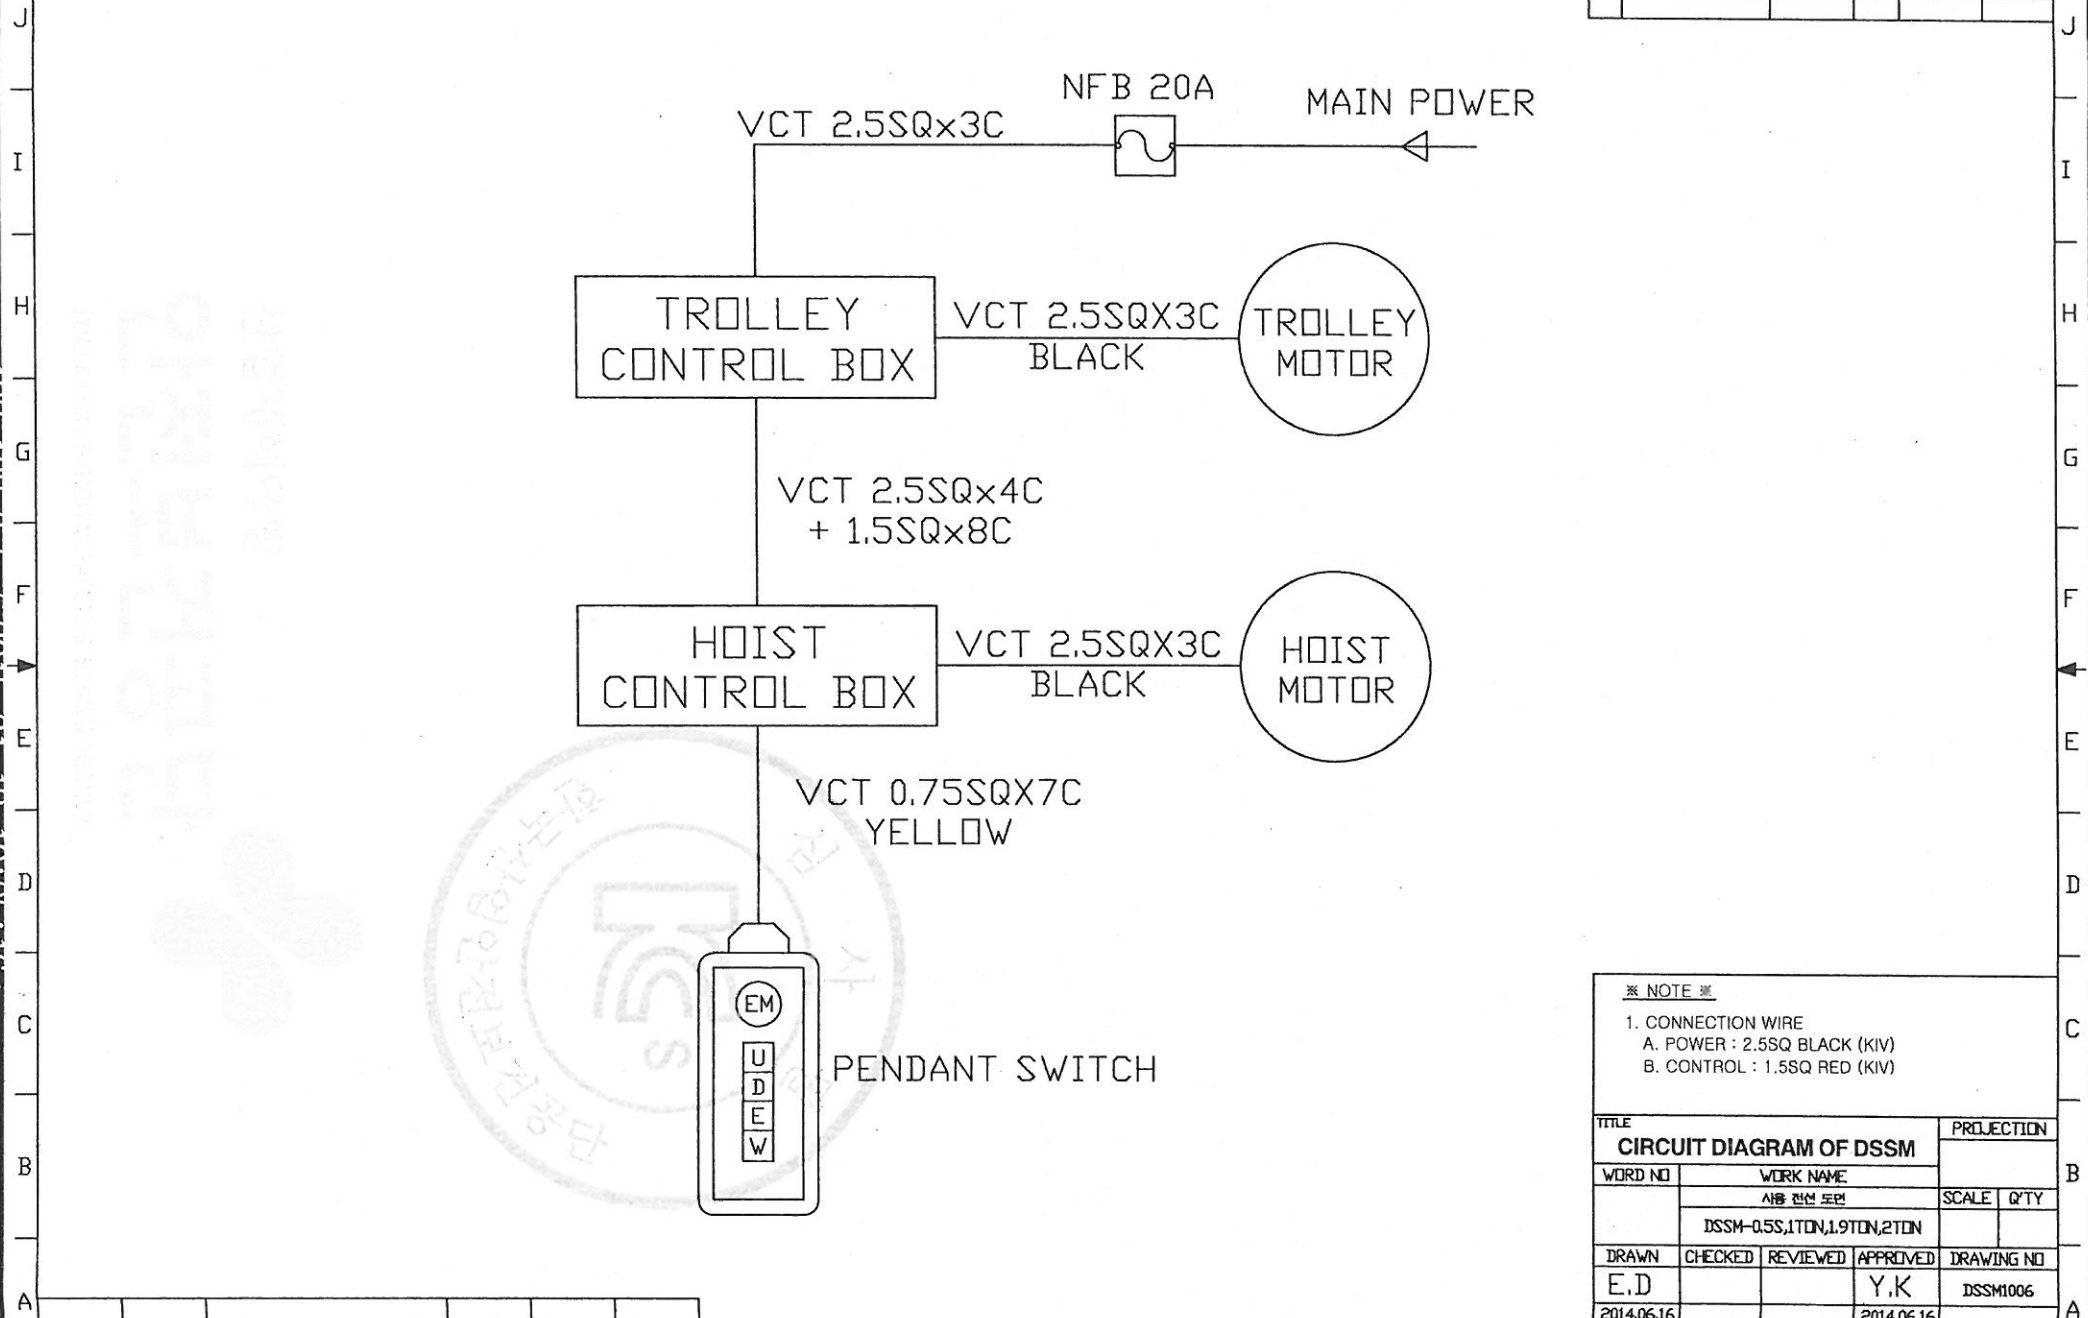 NFB 20A
MAIN POWER
VCT 2.5SQx3C
TROLLEY
CONTROL BOX
VCT 2.5SQX3C
BLACK
TROLLEY
MOTOR
VCT 2.5SQx4C
+ 1.5SQx8C
HOIST
CONTROL BOX
VCT 2.5SQX3C
BLACK
HOIST
MOTOR
VCT 0.75SQX7C
YELLOW
EM
U
D
E
W
PENDANT SWITCH
※ NOTE ※
1. CONNECTION WIRE
A. POWER : 2.5SQ BLACK (KIV)
B. CONTROL : 1.5SQ RED (KIV)
TITLE
CIRCUIT DIAGRAM OF DSSM
PROJECTION
WORD NO
WORK NAME
사용 전선 도면
SCALE
Q'TY
DSSM-0.5S,1TON,1.9TON,2TON
DRAWN
CHECKED
REVIEWED
APPROVED
DRAWING NO
E.D
Y.K
DSSM1006
2014.06.16
2014.06.16
J
I
H
G
F
E
D
C
B
A
J
I
H
G
F
E
D
C
B
A
KCS